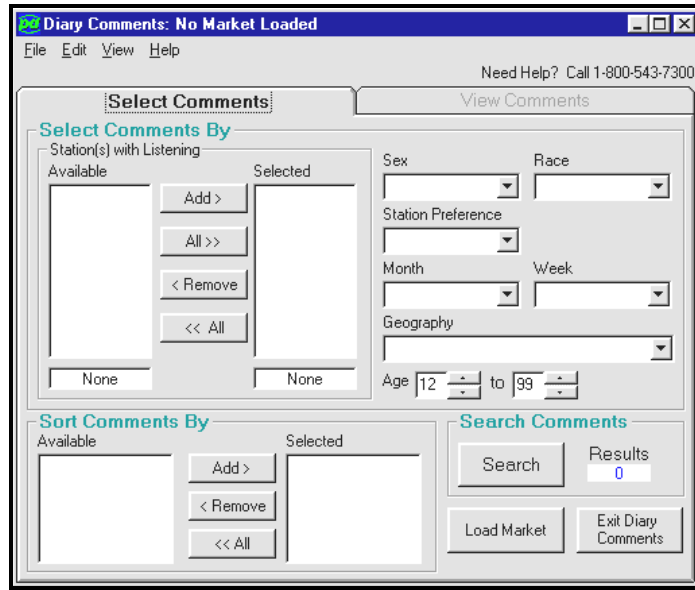 pd Diary Comments: No Market Loaded
File Edit View Help
Need Help? Call 1-800-543-7300
Select Comments
View Comments
Select Comments By
Station(s) with Listening
Available
Selected
Add >
All >>
< Remove
<< All
None
None
Sex
Race
Station Preference
Month
Week
Geography
Age 12 to 99
Sort Comments By
Available
Selected
Add >
< Remove
<< All
Search Comments
Search
Results
0
Load Market
Exit Diary
Comments